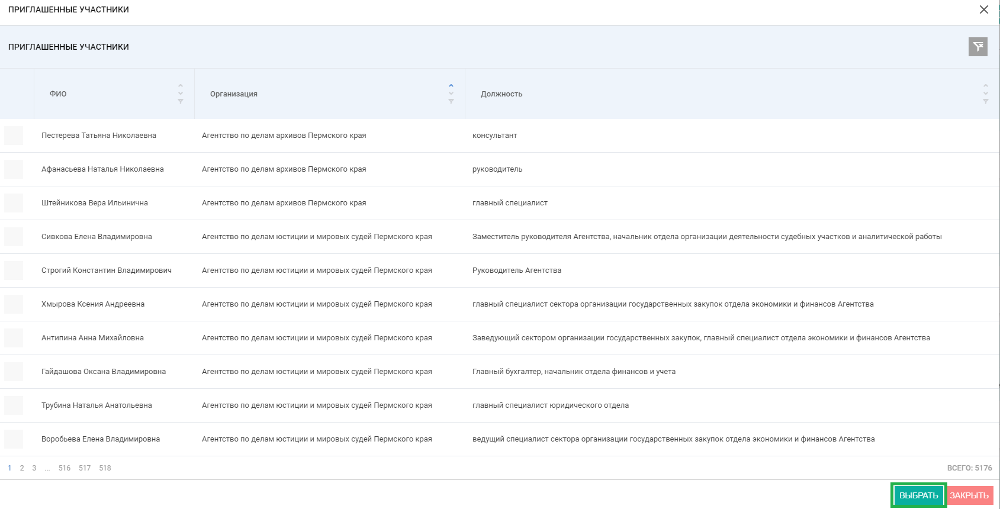 ПРИГЛАШЕННЫЕ УЧАСТНИКИ
ПРИГЛАШЕННЫЕ УЧАСТНИКИ
ФИО Организация Должность
Пестерева Татьяна Николаевна Агентство по делам архивов Пермского края консультант
Афанасьева Наталья Николаевна Агентство по делам архивов Пермского края руководитель
Штейникова Вера Ильинична Агентство по делам архивов Пермского края главный специалист
Сивкова Елена Владимировна Агентство по делам юстиции и мировых судей Пермского края Заместитель руководителя Агентства, начальник отдела организации деятельности судебных участков и аналитической работы
Строгий Константин Владимирович Агентство по делам юстиции и мировых судей Пермского края Руководитель Агентства
Хмырова Ксения Андреевна Агентство по делам юстиции и мировых судей Пермского края главный специалист сектора организации государственных закупок отдела экономики и финансов Агентства
Антипина Анна Михайловна Агентство по делам юстиции и мировых судей Пермского края Заведующий сектором организации государственных закупок, главный специалист отдела экономики и финансов Агентства
Гайдашова Оксана Владимировна Агентство по делам юстиции и мировых судей Пермского края Главный бухгалтер, начальник отдела финансов и учета
Трубина Наталья Анатольевна Агентство по делам юстиции и мировых судей Пермского края главный специалист юридического отдела
Воробьева Елена Владимировна Агентство по делам юстиции и мировых судей Пермского края ведущий специалист сектора организации государственных закупок отдела экономики и финансов Агентства
1 2 3 ... 516 517 518 ВСЕГО: 5176
ВЫБРАТЬ ЗАКРЫТЬ